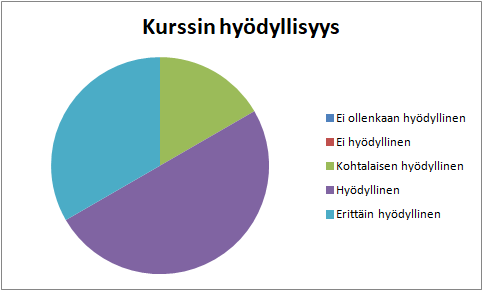 Kurssin hyödyllisyys
Ei ollenkaan hyödyllinen
Ei hyödyllinen
Kohtalaisen hyödyllinen
Hyödyllinen
Erittäin hyödyllinen